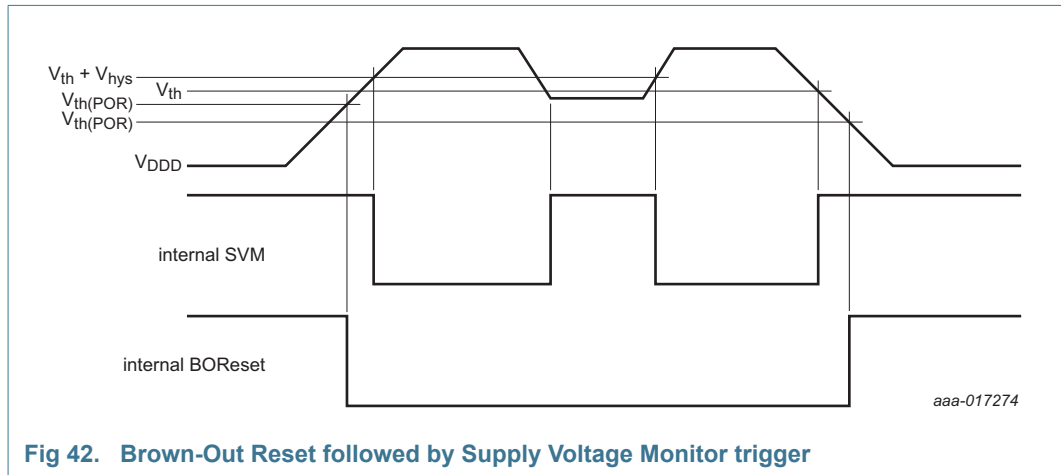 Vth + Vhys
Vth
Vth(POR)
Vth(POR)
VDDD
internal SVM
internal BOReset
aaa-017274
Fig 42. Brown-Out Reset followed by Supply Voltage Monitor trigger